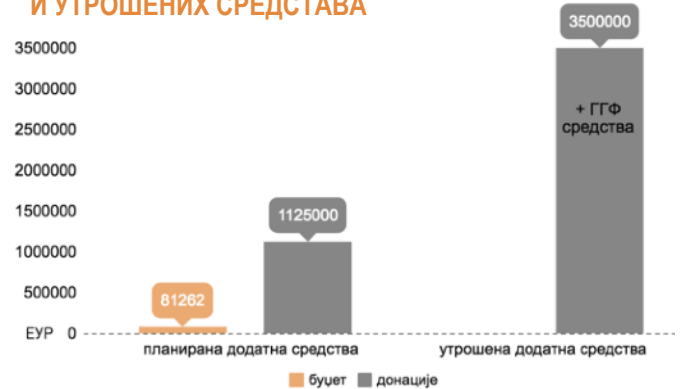 И УТРОШЕНИХ СРЕДСТАВА
3500000
3500000
3000000
+ ГГФ
средства
2500000
2000000
1500000
1125000
1000000
500000
81262
ЕУР 0
планирана додатна средства
утрошена додатна средства
буџет
донације